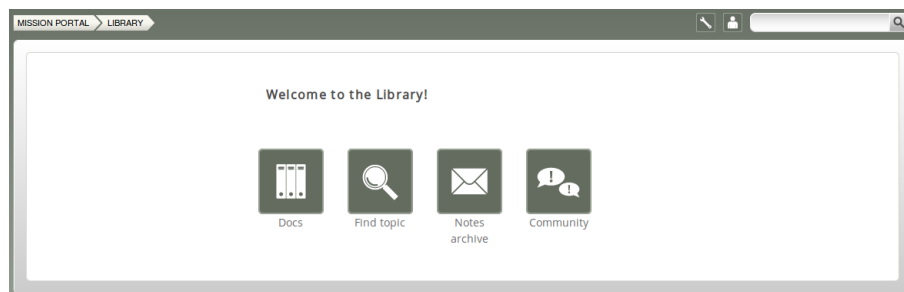 MISSION PORTAL LIBRARY
Welcome to the Library!
Docs Find topic Notes archive Community